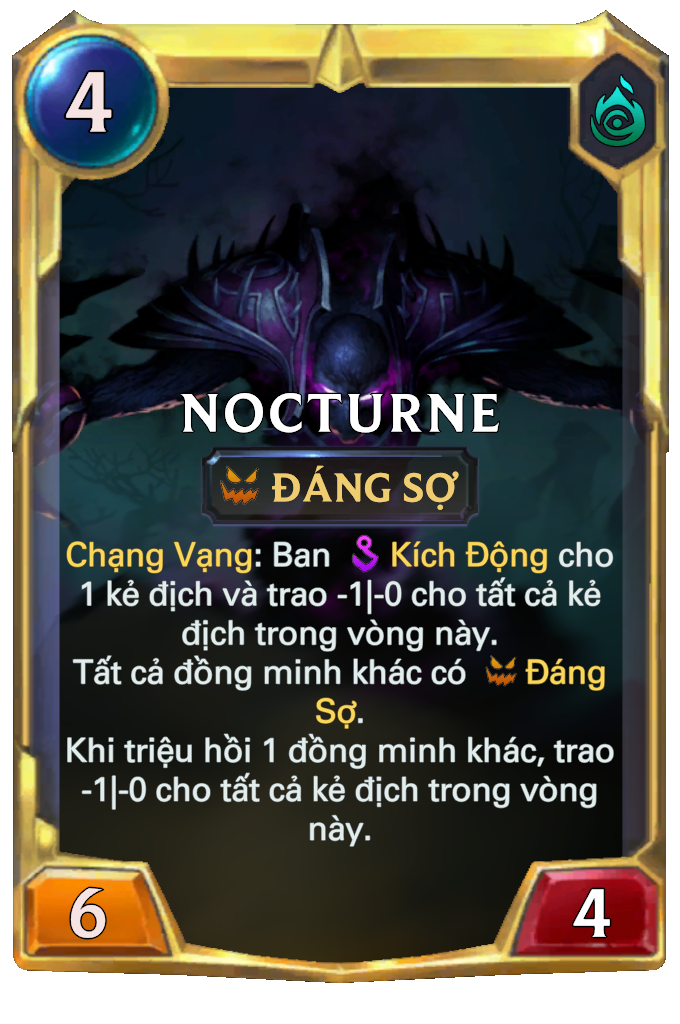 4
NOCTURNE
ĐÁNG SỢ
Chạng Vạng: Ban Kích Động cho
1 kẻ địch và trao -1|-0 cho tất cả kẻ
địch trong vòng này.
Tất cả đồng minh khác có Đáng
Sợ.
Khi triệu hồi 1 đồng minh khác, trao
-1|-0 cho tất cả kẻ địch trong vòng
này.
6
4